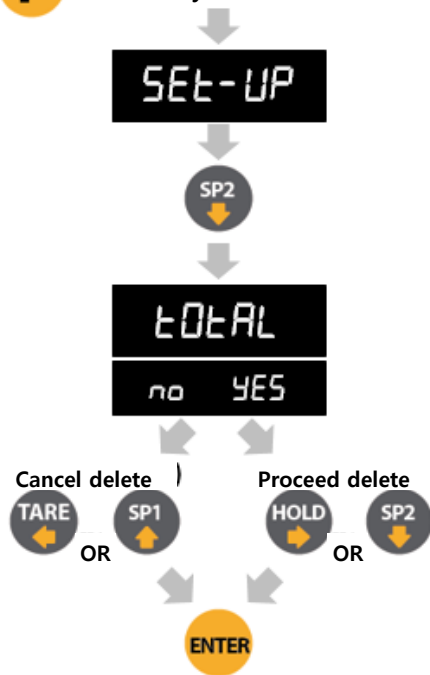 SEt-UP
SP2
tOtAL
no YES
Cancel delete Proceed delete
TARE OR SP1 HOLD OR SP2
ENTER